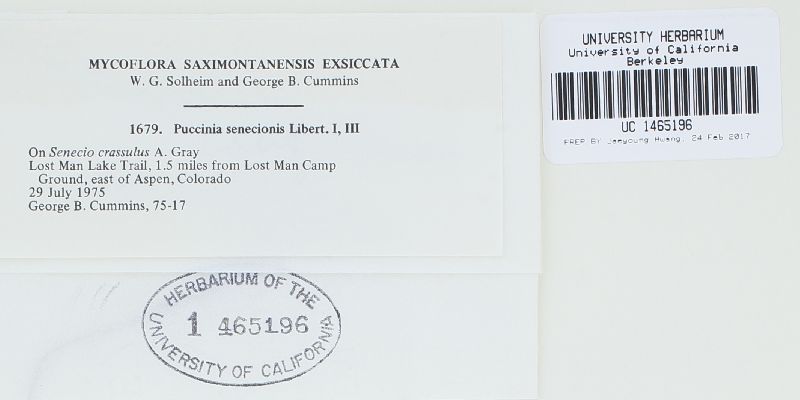 MYCOFLORA SAXIMONTANENSIS EXSICCATA
W. G. Solheim and George B. Cummins
1679. Puccinia senecionis Libert. I, III
On Senecio crassulus A. Gray
Lost Man Lake Trail, 1.5 miles from Lost Man Camp
Ground, east of Aspen, Colorado
29 July 1975
George B. Cummins, 75-17
UNIVERSITY HERBARIUM
University of California
Berkeley
UC 1465196
PREP BY Jaeyoung Hwang, 24 Feb 2017
HERBARIUM OF THE
1 465196
UNIVERSITY OF CALIFORNIA